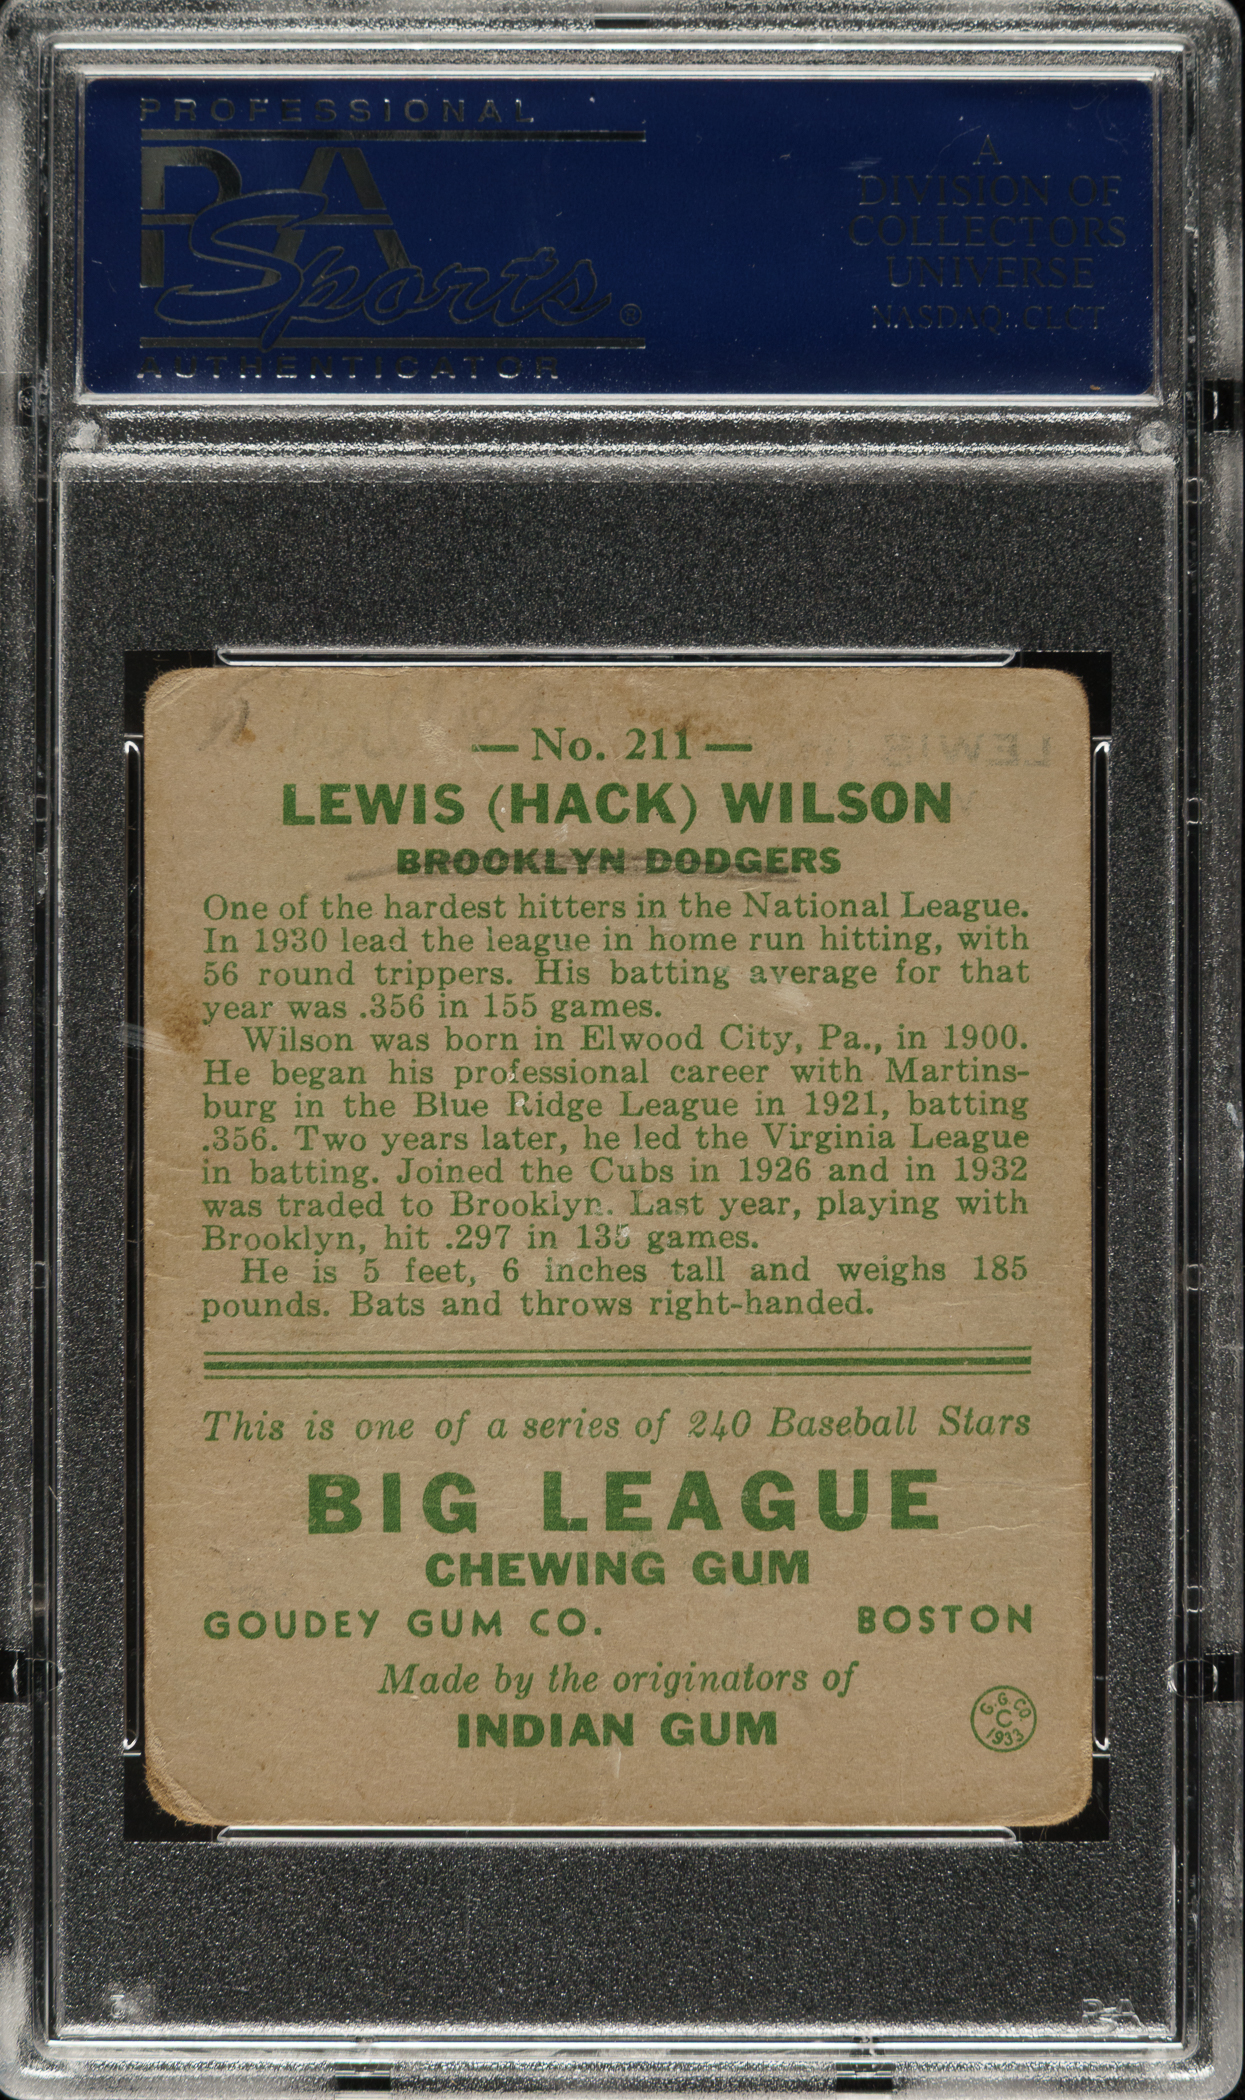 PROFESSIONAL
PSA
Sports®
AUTHENTICATOR
A
DIVISION OF
COLLECTORS
UNIVERSE
NASDAQ: CLCT
— No. 211 —
LEWIS (HACK) WILSON
BROOKLYN DODGERS
One of the hardest hitters in the National League.
In 1930 lead the league in home run hitting, with
56 round trippers. His batting average for that
year was .356 in 155 games.
Wilson was born in Elwood City, Pa., in 1900.
He began his professional career with Martins-
burg in the Blue Ridge League in 1921, batting
.356. Two years later, he led the Virginia League
in batting. Joined the Cubs in 1926 and in 1932
was traded to Brooklyn. Last year, playing with
Brooklyn, hit .297 in 135 games.
He is 5 feet, 6 inches tall and weighs 185
pounds. Bats and throws right-handed.
This is one of a series of 240 Baseball Stars
BIG LEAGUE
CHEWING GUM
GOUDEY GUM CO. BOSTON
Made by the originators of
INDIAN GUM
G.G.CO.
C
1933
PSA